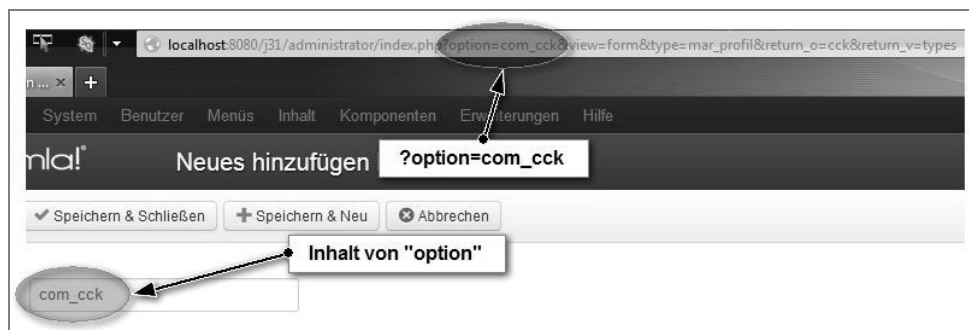 localhost:8080/j31/administrator/index.php?option=com_cck&view=form&type=mar_profil&return_o=cck&return_v=types
n ... × +
System Benutzer Menüs Inhalt Komponenten Erweiterungen Hilfe
mla!® Neues hinzufügen
?option=com_cck
Speichern & Schließen Speichern & Neu Abbrechen
Inhalt von "option"
com_cck